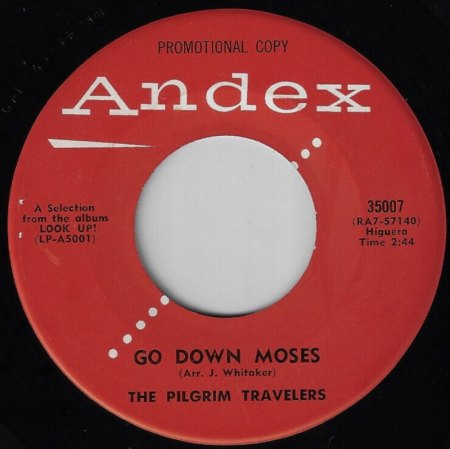 PROMOTIONAL COPY
Andex
A Selection
from the album
LOOK UP!
(LP-A5001)
35007
(RA7-57140)
Higuera
Time 2:44
GO DOWN MOSES
(Arr. J. Whitaker)
THE PILGRIM TRAVELERS